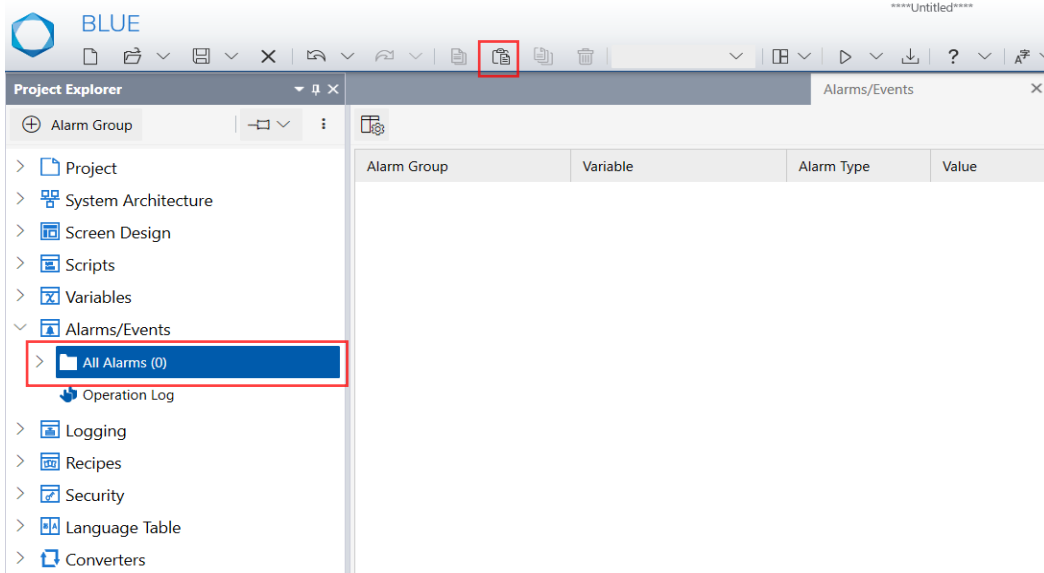 ****Untitled****
BLUE
Project Explorer
Alarms/Events
Alarm Group
Alarm Group
Variable
Alarm Type
Value
Project
System Architecture
Screen Design
Scripts
Variables
Alarms/Events
All Alarms (0)
Operation Log
Logging
Recipes
Security
Language Table
Converters